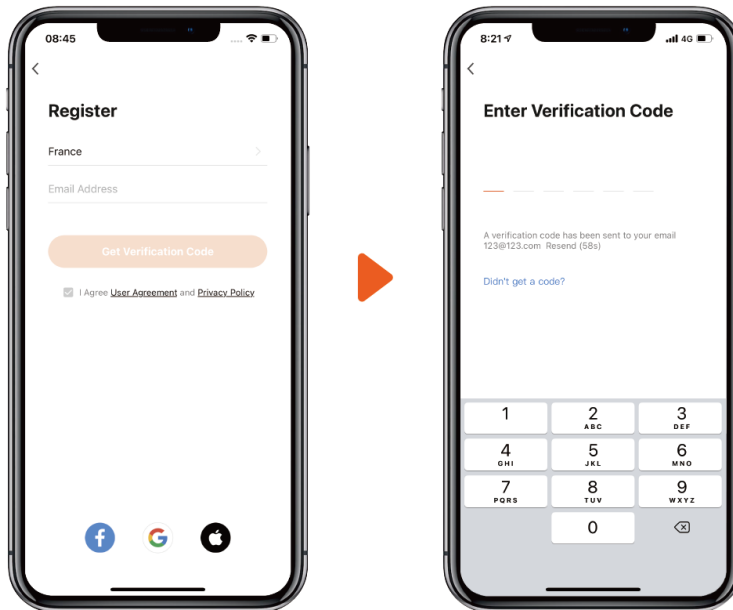 08:45
Register
France
Email Address
Get Verification Code
I Agree User Agreement and Privacy Policy
8:21
4G
Enter Verification Code
A verification code has been sent to your email
123@123.com Resend (58s)
Didn't get a code?
1 2 3
ABC DEF
4 5 6
GHI JKL MNO
7 8 9
PQRS TUV WXYZ
0